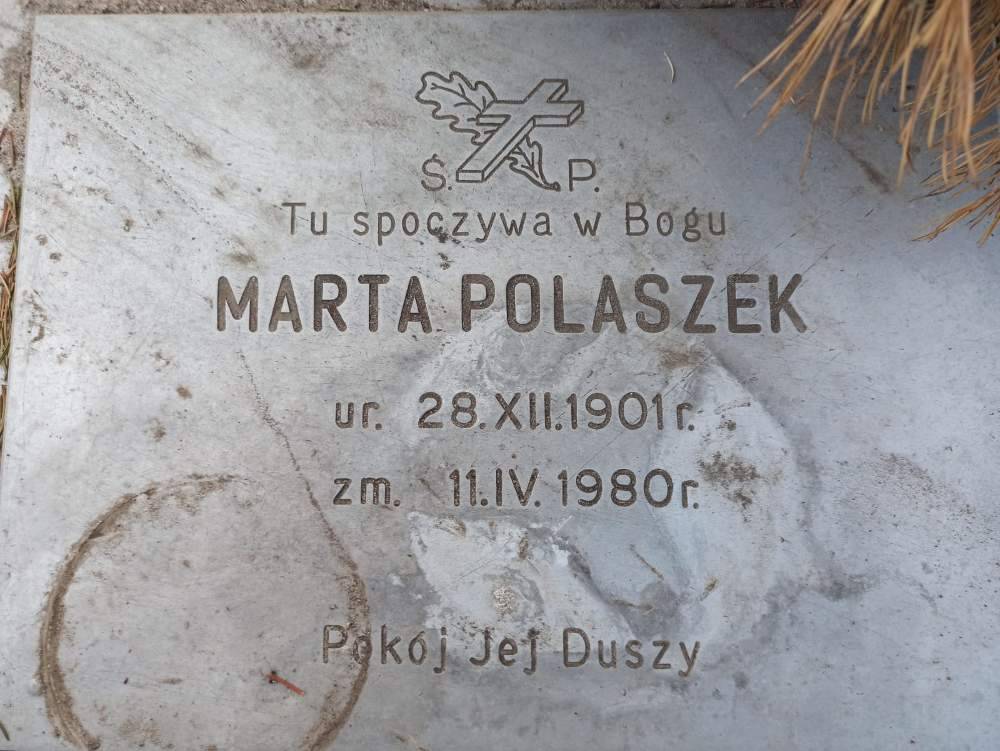 Ś. P.
Tu spoczywa w Bogu
MARTA POLASZEK
ur. 28.XII.1901 r.
zm. 11.IV.1980 r.
Pokój Jej Duszy